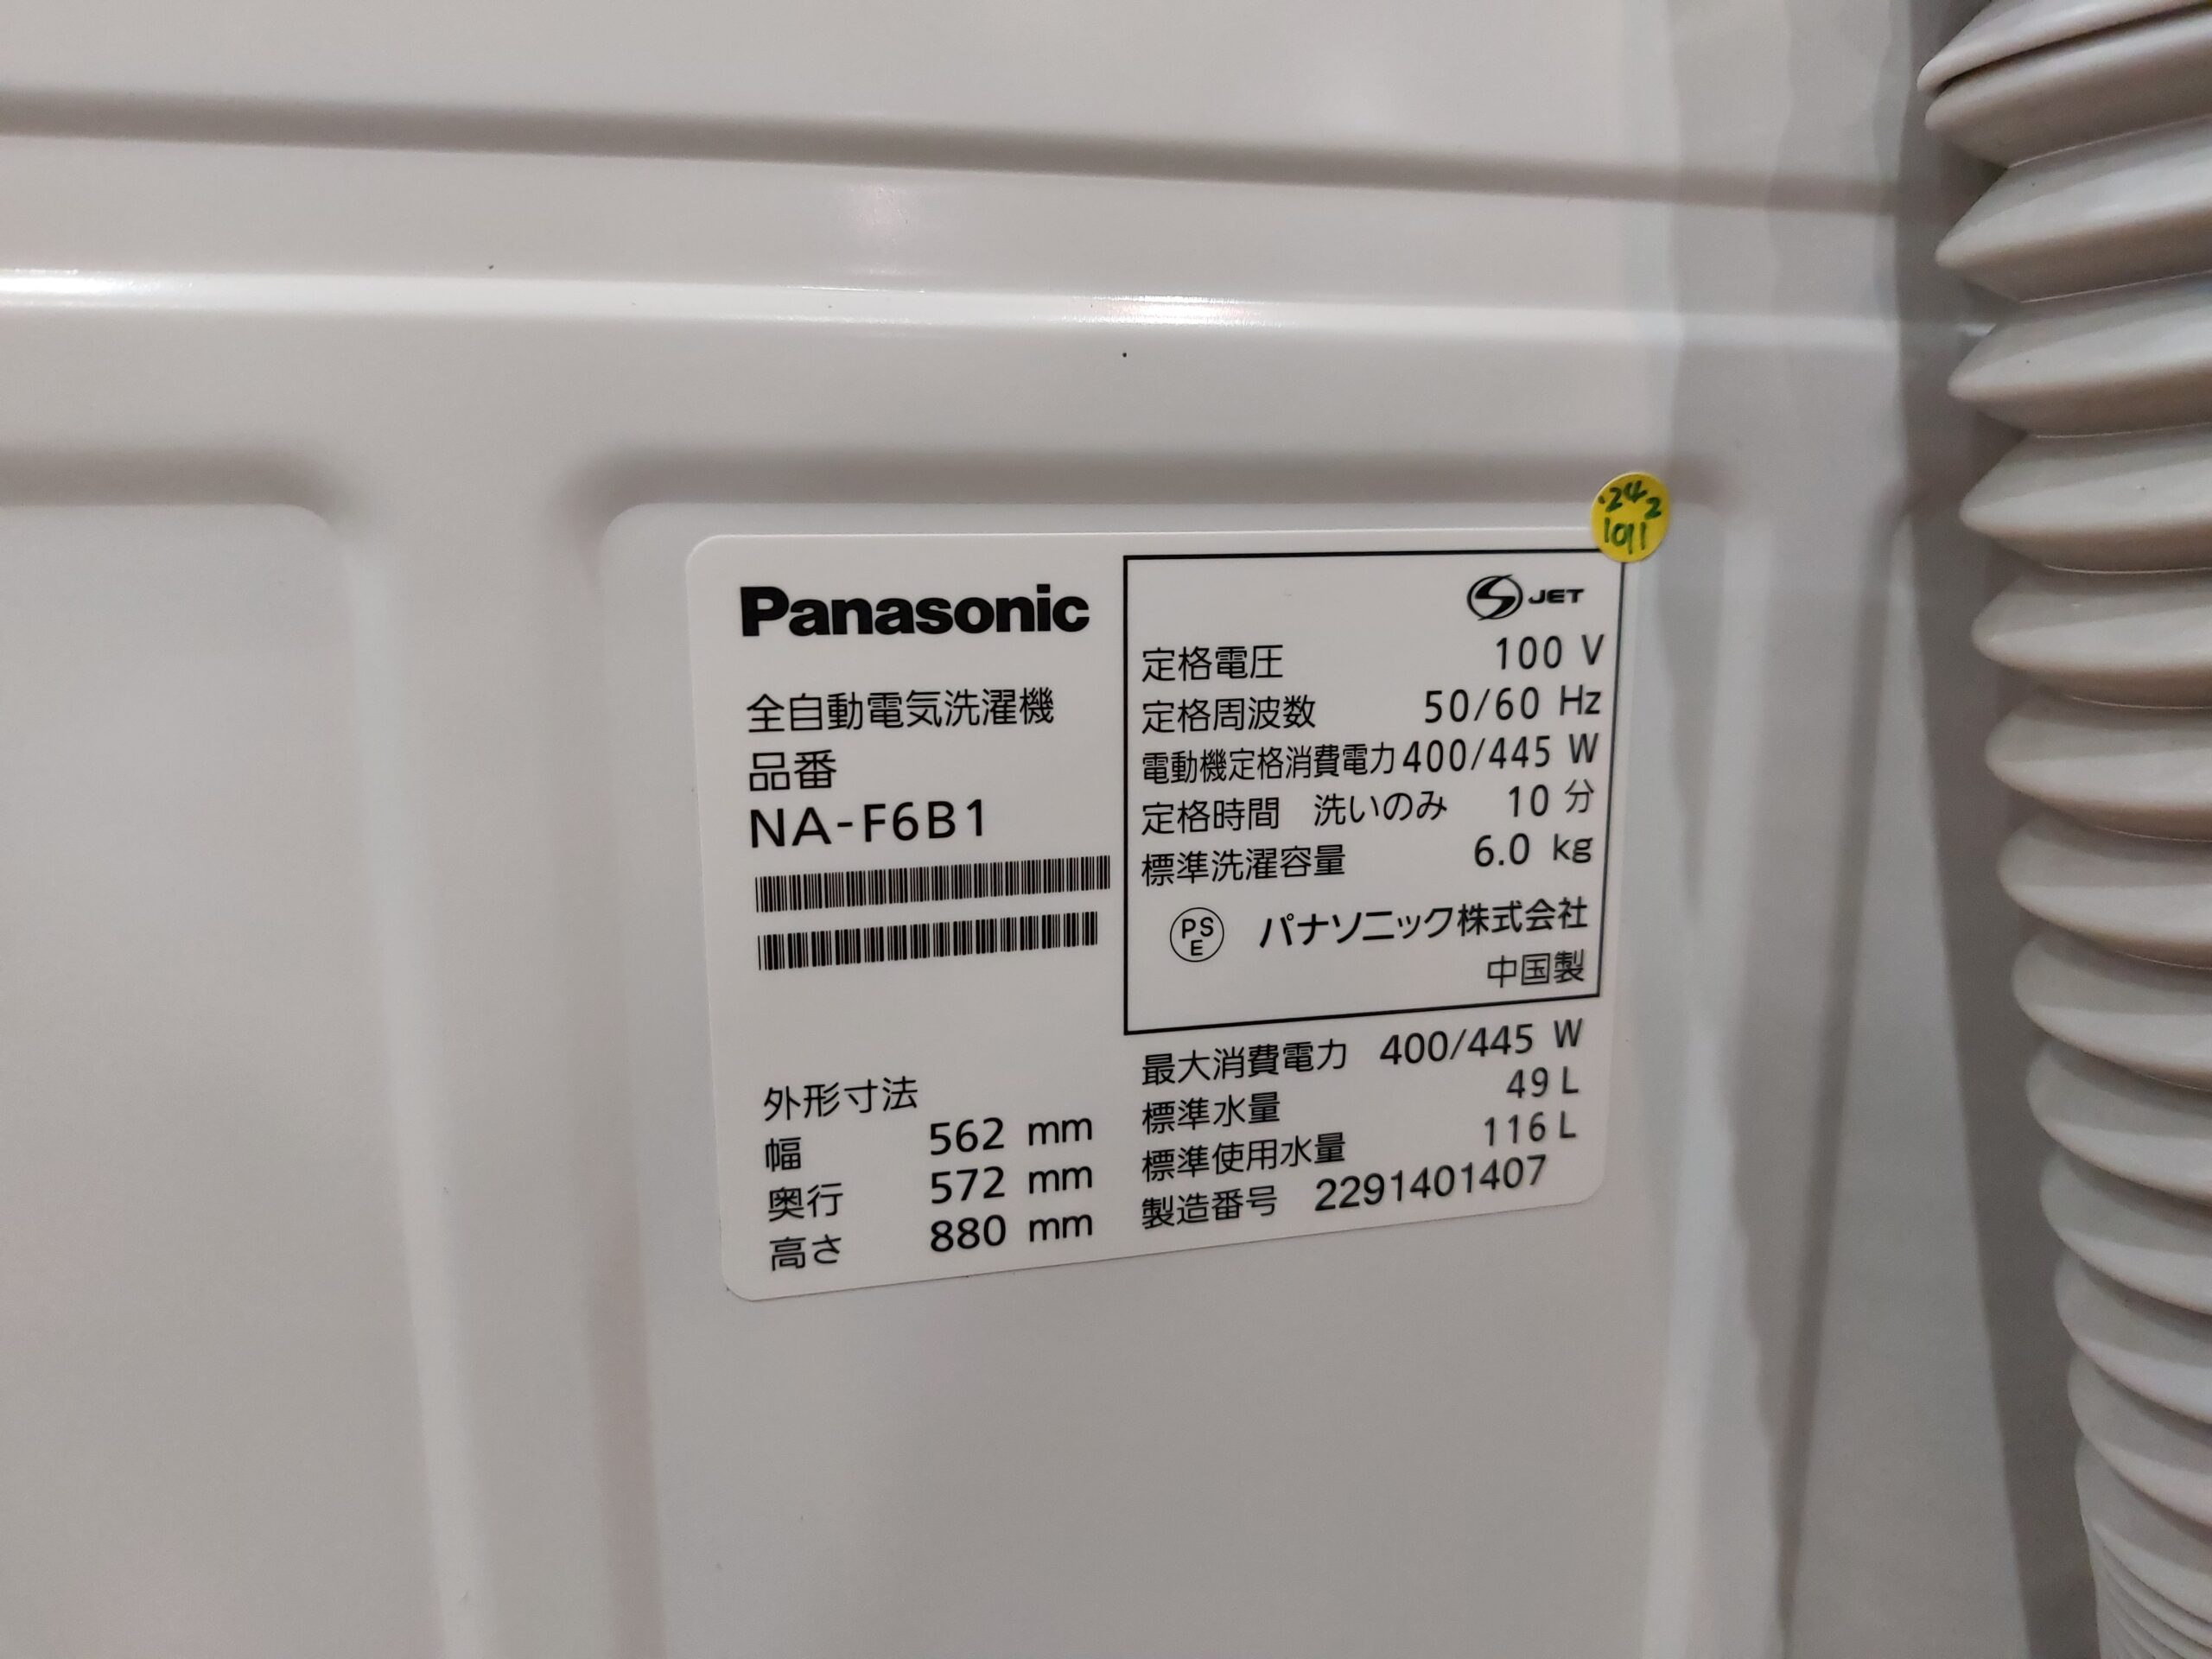 '24 2
1011
Panasonic
全自動電気洗濯機
品番
NA-F6B1
外形寸法
幅 562 mm
奥行 572 mm
高さ 880 mm
JET
定格電圧 100 V
定格周波数 50/60 Hz
電動機定格消費電力 400/445 W
定格時間 洗いのみ 10 分
標準洗濯容量 6.0 kg
PS
E
パナソニック株式会社
中国製
最大消費電力 400/445 W
標準水量 49 L
標準使用水量 116 L
製造番号 2291401407